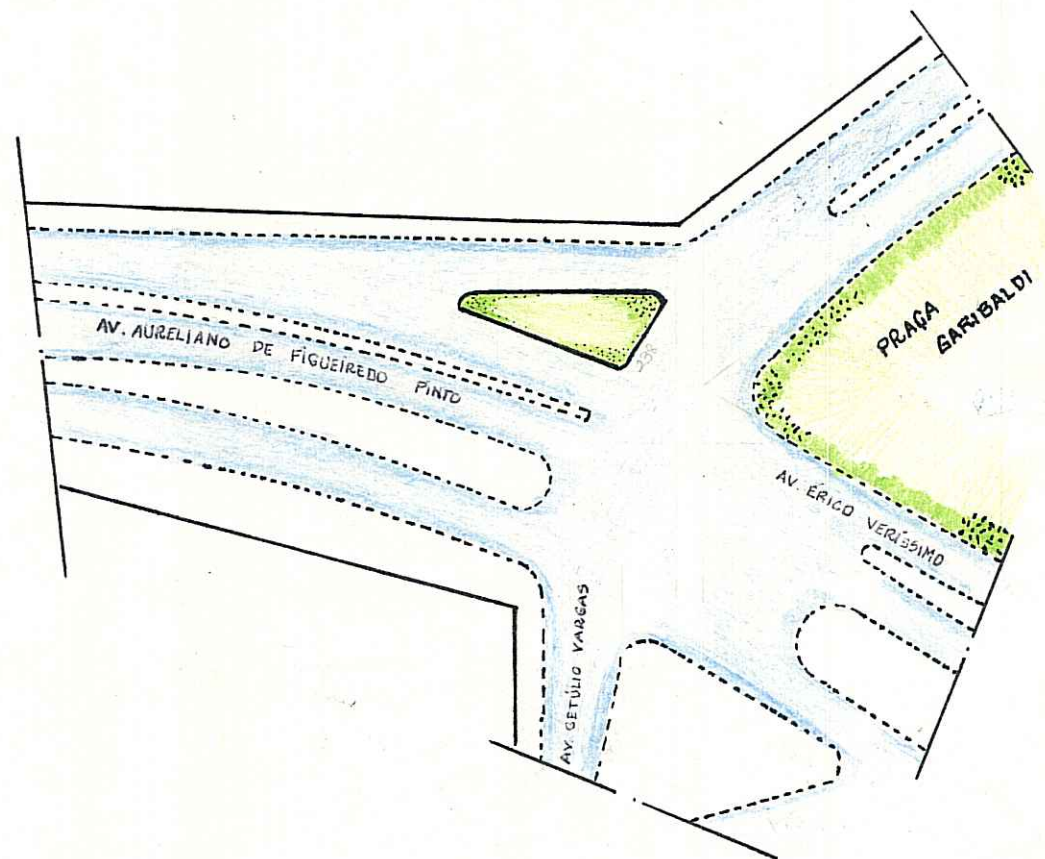 AV. AURELIANO DE FIGUEIREDO PINTO
PRAÇA
GARIBALDI
AV. ÉRICO VERÍSSIMO
AV. GETÚLIO VARGAS